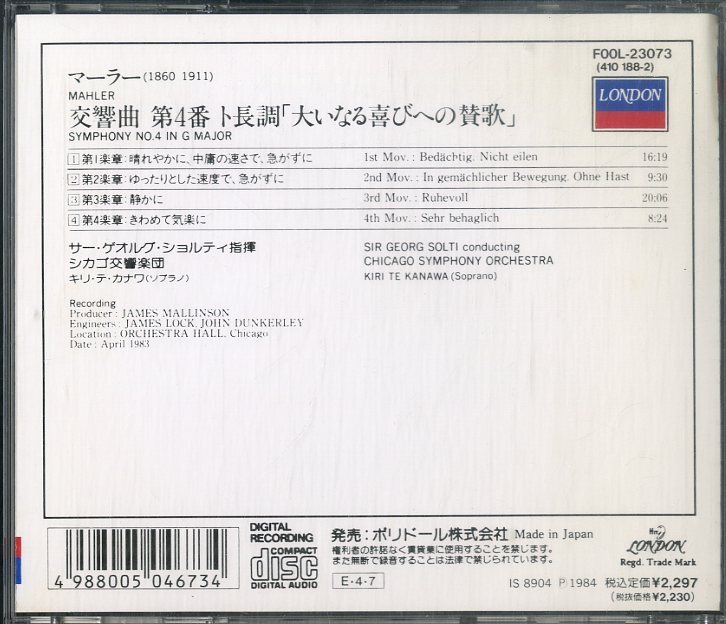 FOOL-23073
(410 188-2)
LONDON
マーラー(1860 1911)
MAHLER
交響曲 第4番 ト長調「大いなる喜びへの賛歌」
SYMPHONY NO.4 IN G MAJOR
1 第1楽章:晴れやかに、中庸の速さで、急がずに 1st Mov. : Bedächtig. Nicht eilen 16:19
2 第2楽章:ゆったりとした速度で、急がずに 2nd Mov. : In gemächlicher Bewegung. Ohne Hast 9:30
3 第3楽章:静かに 3rd Mov. : Ruhevoll 20:06
4 第4楽章:きわめて気楽に 4th Mov. : Sehr behaglich 8:24
サー・ゲオルグ・ショルティ指揮 SIR GEORG SOLTI conducting
シカゴ交響楽団 CHICAGO SYMPHONY ORCHESTRA
キリ・テ・カナワ(ソプラノ) KIRI TE KANAWA (Soprano)
Recording
Producer : JAMES MALLINSON
Engineers : JAMES LOCK. JOHN DUNKERLEY
Location : ORCHESTRA HALL. Chicago
Date : April 1983
4 988005 046734
DIGITAL
RECORDING
COMPACT
disc
DIGITAL AUDIO
発売:ポリドール株式会社 Made in Japan
権利者の許諾なく賃貸業に使用することを禁じます。
また無断で録音することは法律で禁じられています。
E-4-7
LONDON
Regd. Trade Mark
IS 8904 P 1984 税込定価¥2,297
(税抜価格¥2,230)